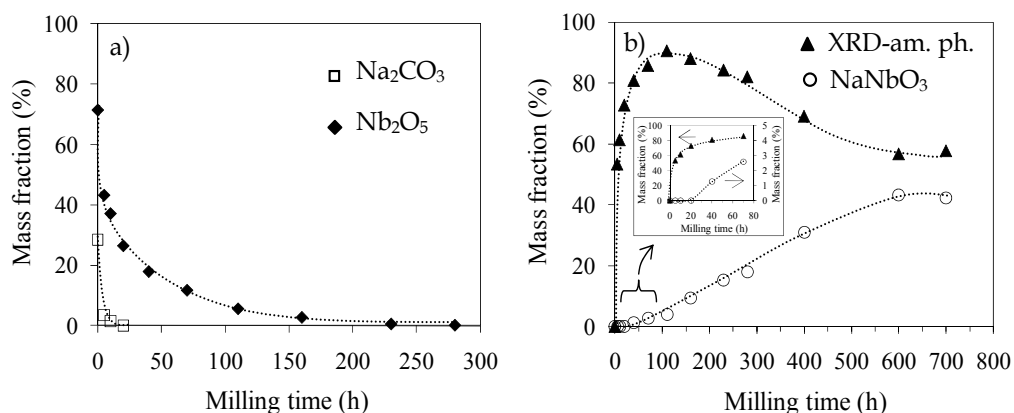 a)
Na₂CO₃
Nb₂O₅
Mass fraction (%)
100
80
60
40
20
0
0 50 100 150 200 250 300
Milling time (h)
b)
XRD-am. ph.
NaNbO₃
Mass fraction (%)
100
80
60
40
20
0
0 100 200 300 400 500 600 700 800
Milling time (h)
Mass fraction (%)
100
80
60
40
20
0
5
4
3
2
1
0
Mass fraction (%)
0 20 40 60 80
Milling time (h)